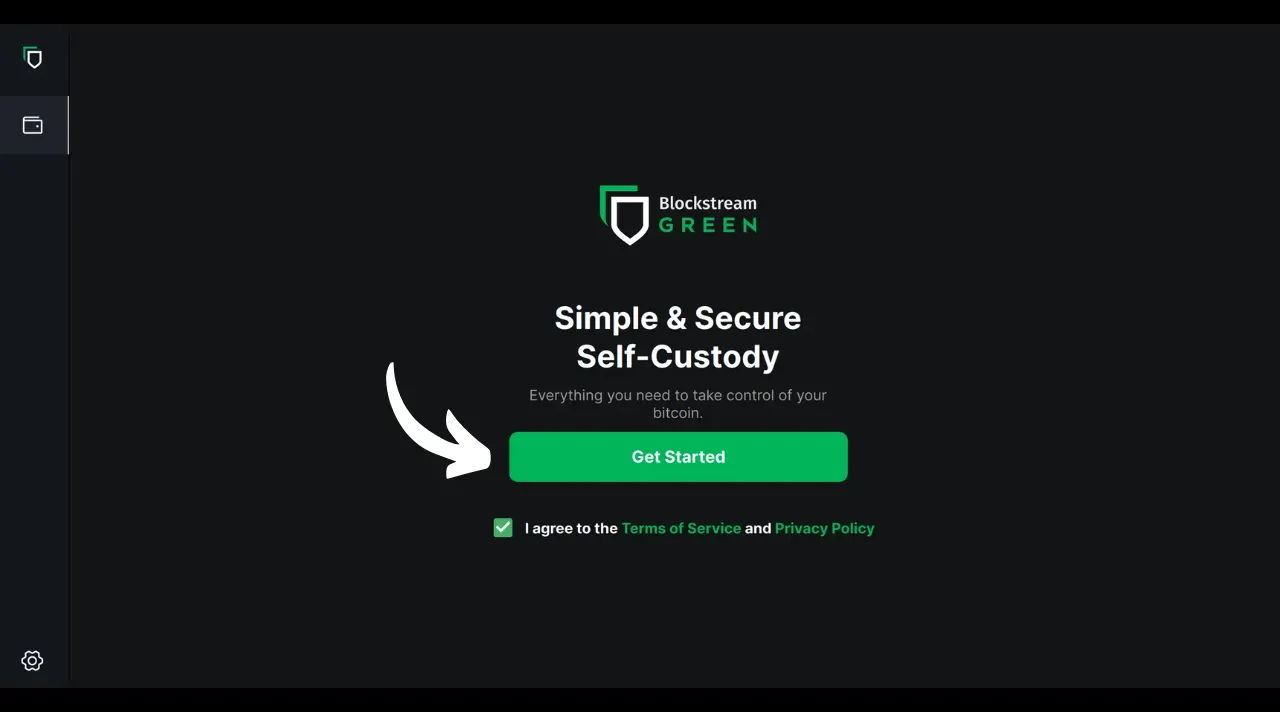 Blockstream
GREEN
Simple & Secure
Self-Custody
Everything you need to take control of your
bitcoin.
Get Started
I agree to the Terms of Service and Privacy Policy